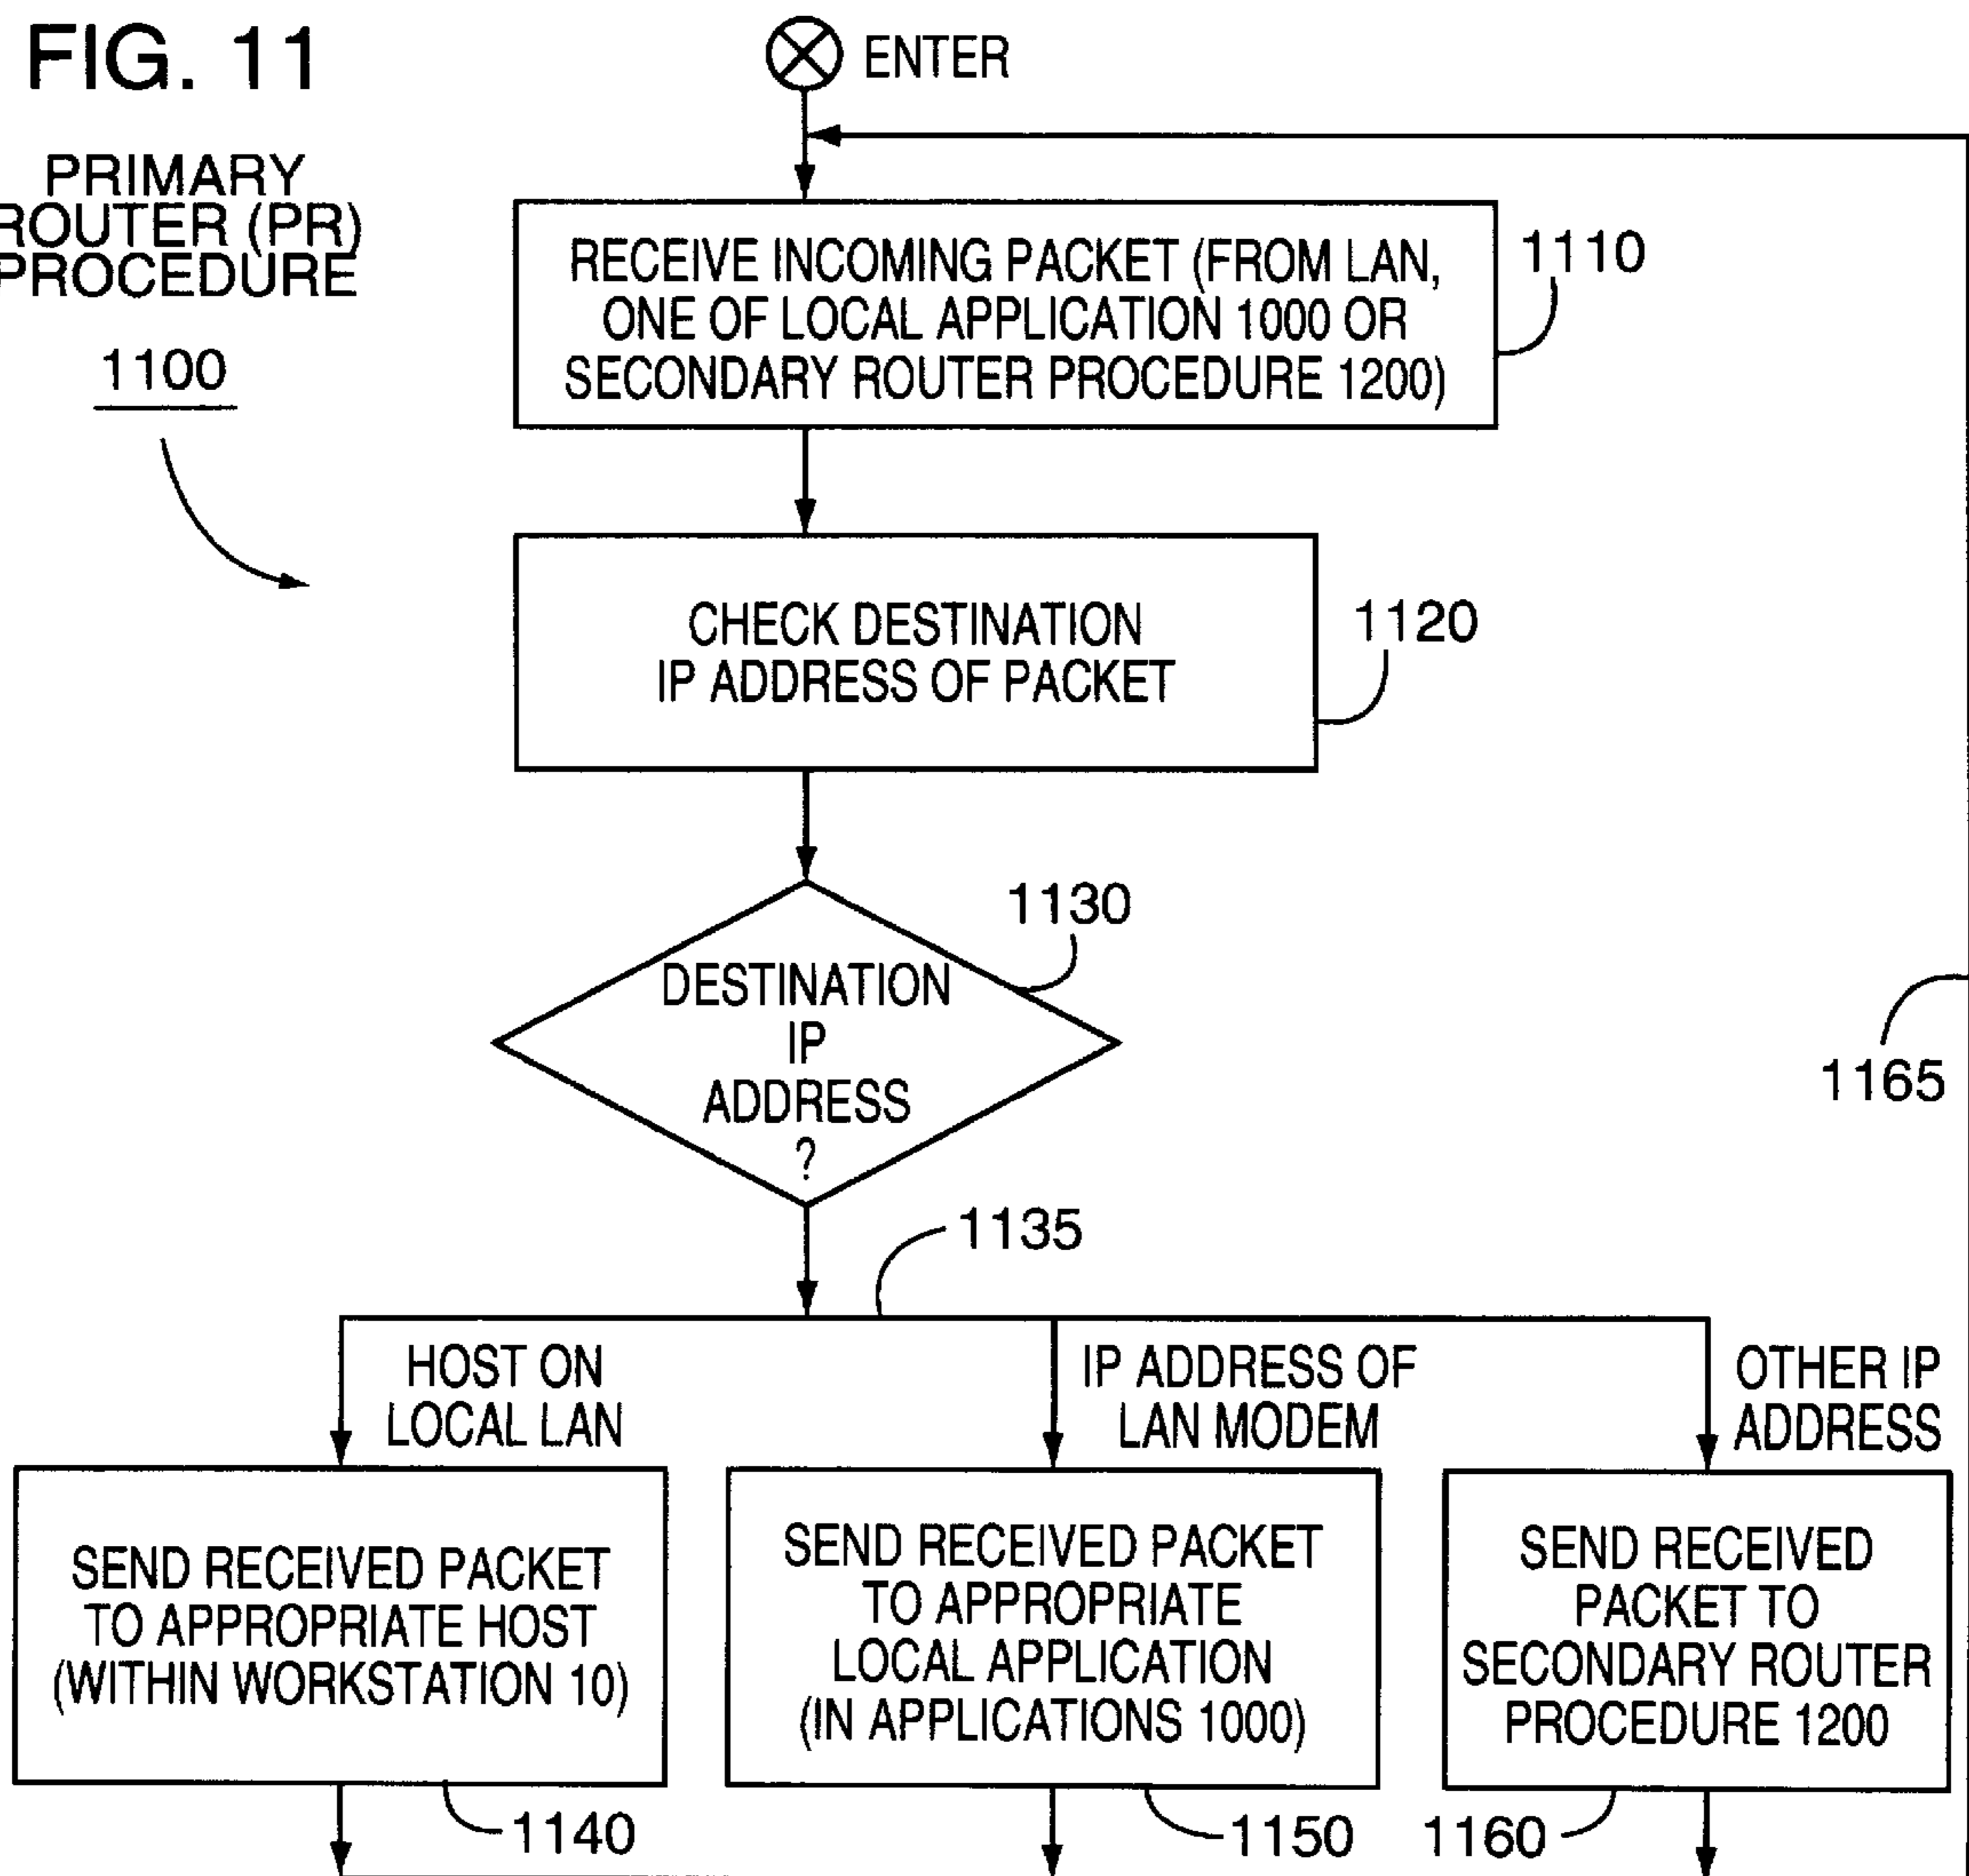 FIG. 11
ENTER
PRIMARY
ROUTER (PR)
PROCEDURE
1100
RECEIVE INCOMING PACKET (FROM LAN,
ONE OF LOCAL APPLICATION 1000 OR
SECONDARY ROUTER PROCEDURE 1200)
1110
CHECK DESTINATION
IP ADDRESS OF PACKET
1120
DESTINATION
IP
ADDRESS
?
1130
1165
1135
HOST ON
LOCAL LAN
IP ADDRESS OF
LAN MODEM
OTHER IP
ADDRESS
SEND RECEIVED PACKET
TO APPROPRIATE HOST
(WITHIN WORKSTATION 10)
SEND RECEIVED PACKET
TO APPROPRIATE
LOCAL APPLICATION
(IN APPLICATIONS 1000)
SEND RECEIVED
PACKET TO
SECONDARY ROUTER
PROCEDURE 1200
1140
1150
1160